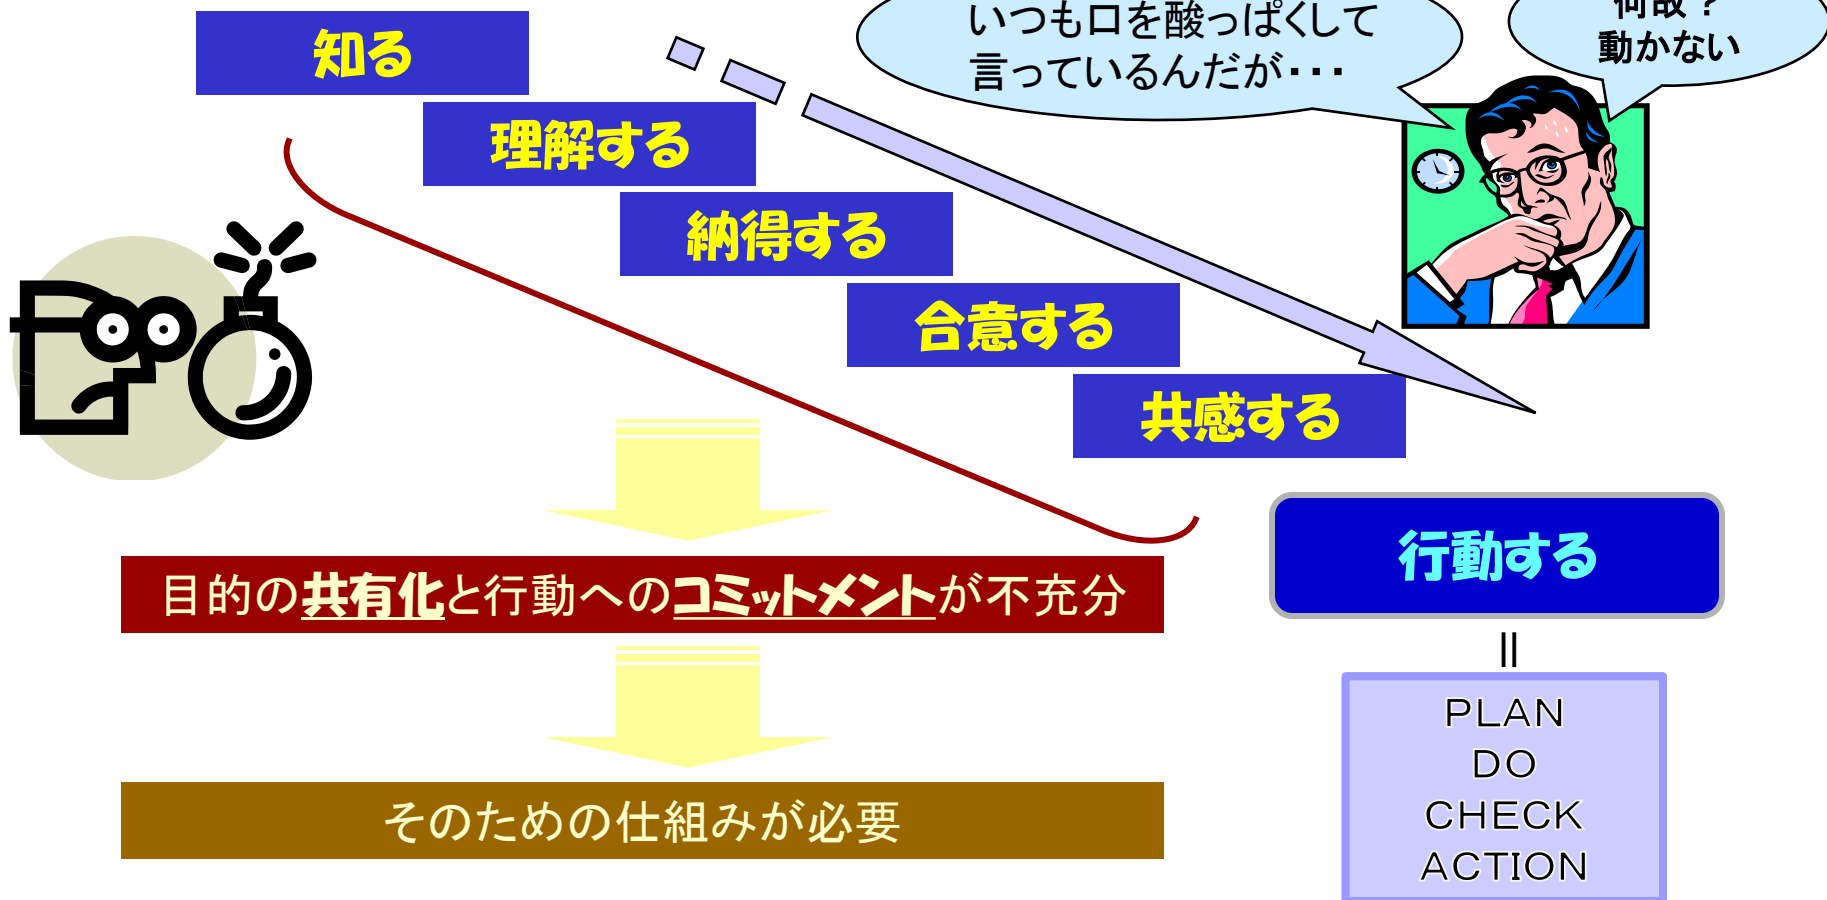 いつも口を酸っぱくして
言っているんだが・・・
何故？
動かない
知る
理解する
納得する
合意する
共感する
行動する
||
PLAN
DO
CHECK
ACTION
目的の共有化と行動へのコミットメントが不充分
そのための仕組みが必要